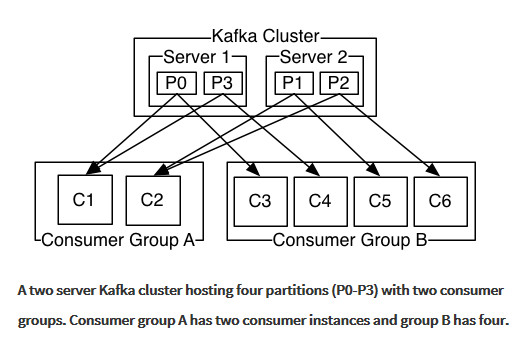 Kafka Cluster
Server 1 Server 2
P0 P3 P1 P2
C1 C2 C3 C4 C5 C6
Consumer Group A Consumer Group B
A two server Kafka cluster hosting four partitions (P0-P3) with two consumer
groups. Consumer group A has two consumer instances and group B has four.